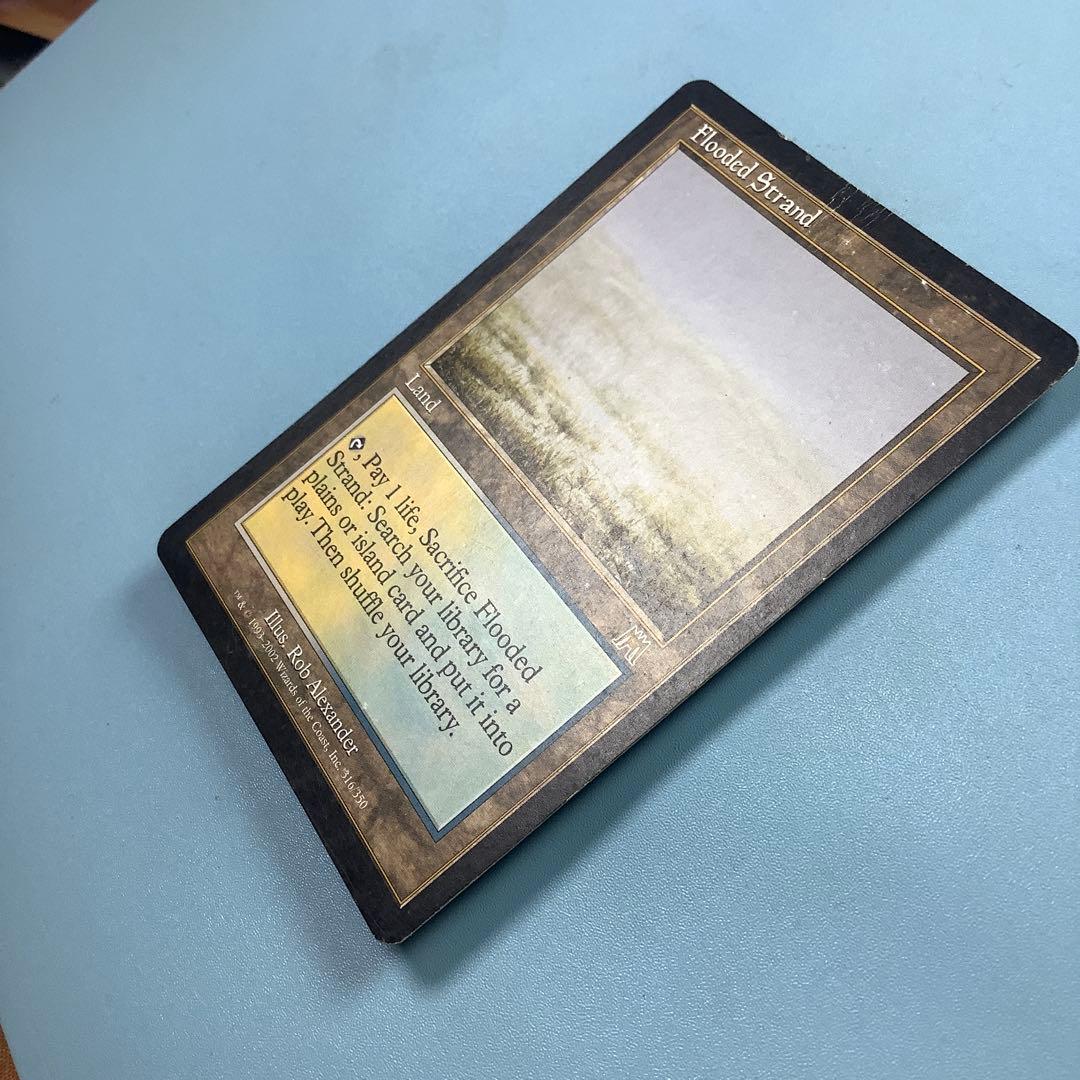 Flooded Strand
Land
, Pay 1 life, Sacrifice Flooded
Strand: Search your library for a
plains or island card and put it into
play. Then shuffle your library.
Illus. Rob Alexander
™ & © 1993-2002 Wizards of the Coast, Inc. 316/350